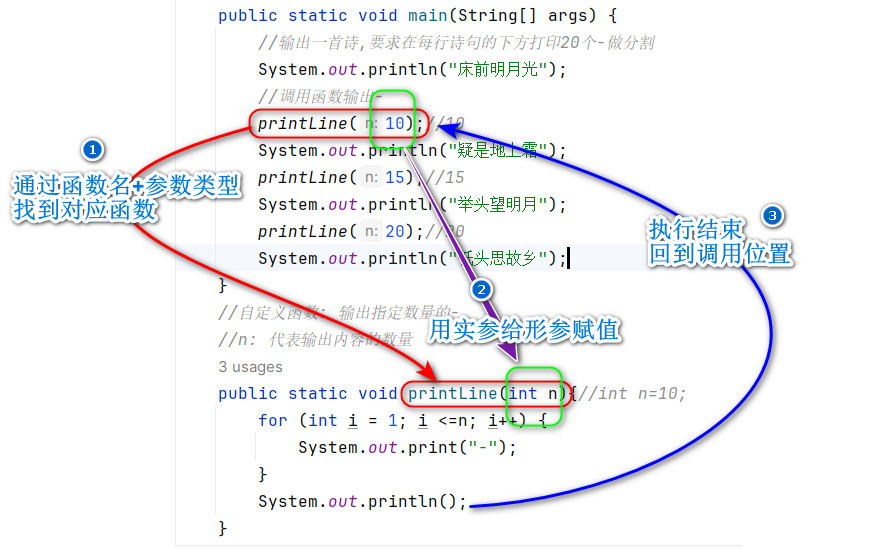 public static void main(String[] args) {
//输出一首诗,要求在每行诗句的下方打印20个-做分割
System.out.println("床前明月光");
//调用函数输出-
printLine( n: 10);//10
System.out.println("疑是地上霜");
printLine( n: 15);//15
System.out.println("举头望明月");
printLine( n: 20);//20
System.out.println("低头思故乡");
}
//自定义函数: 输出指定数量的-
//n: 代表输出内容的数量
3 usages
public static void printLine(int n){//int n=10;
for (int i = 1; i <=n; i++) {
System.out.print("-");
}
System.out.println();
}
1
通过函数名+参数类型
找到对应函数
2
用实参给形参赋值
3
执行结束
回到调用位置